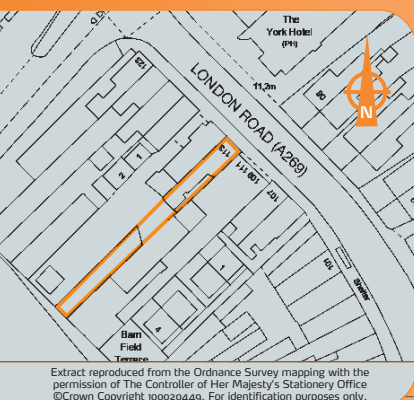 The
York Hotel
(PH)
11.2m
LONDON ROAD (A269)
123
90
N
1
2
113
111
109
107
101
1
4
Shelter
Barn
Field
Terrace
Extract reproduced from the Ordnance Survey mapping with the
permission of The Controller of Her Majesty's Stationery Office
©Crown Copyright 100020449. For identification purposes only.